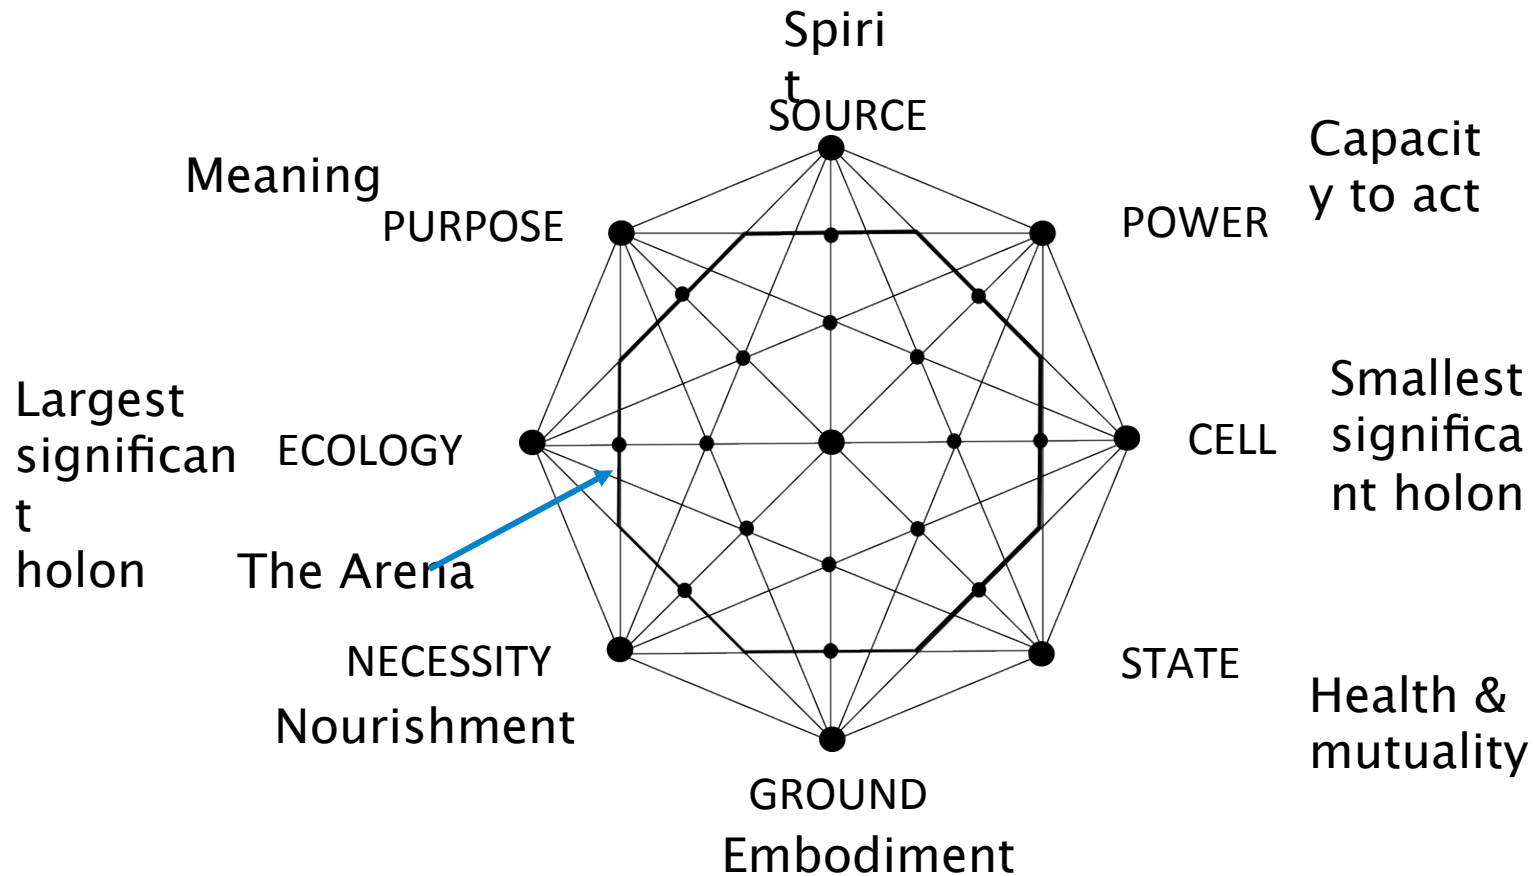 Spiri
t
SOURCE
Meaning
PURPOSE
Capacit
y to act
POWER
Largest
significan
t
holon
ECOLOGY
CELL
Smallest
significa
nt holon
The Arena
NECESSITY
Nourishment
STATE
Health &
mutuality
GROUND
Embodiment